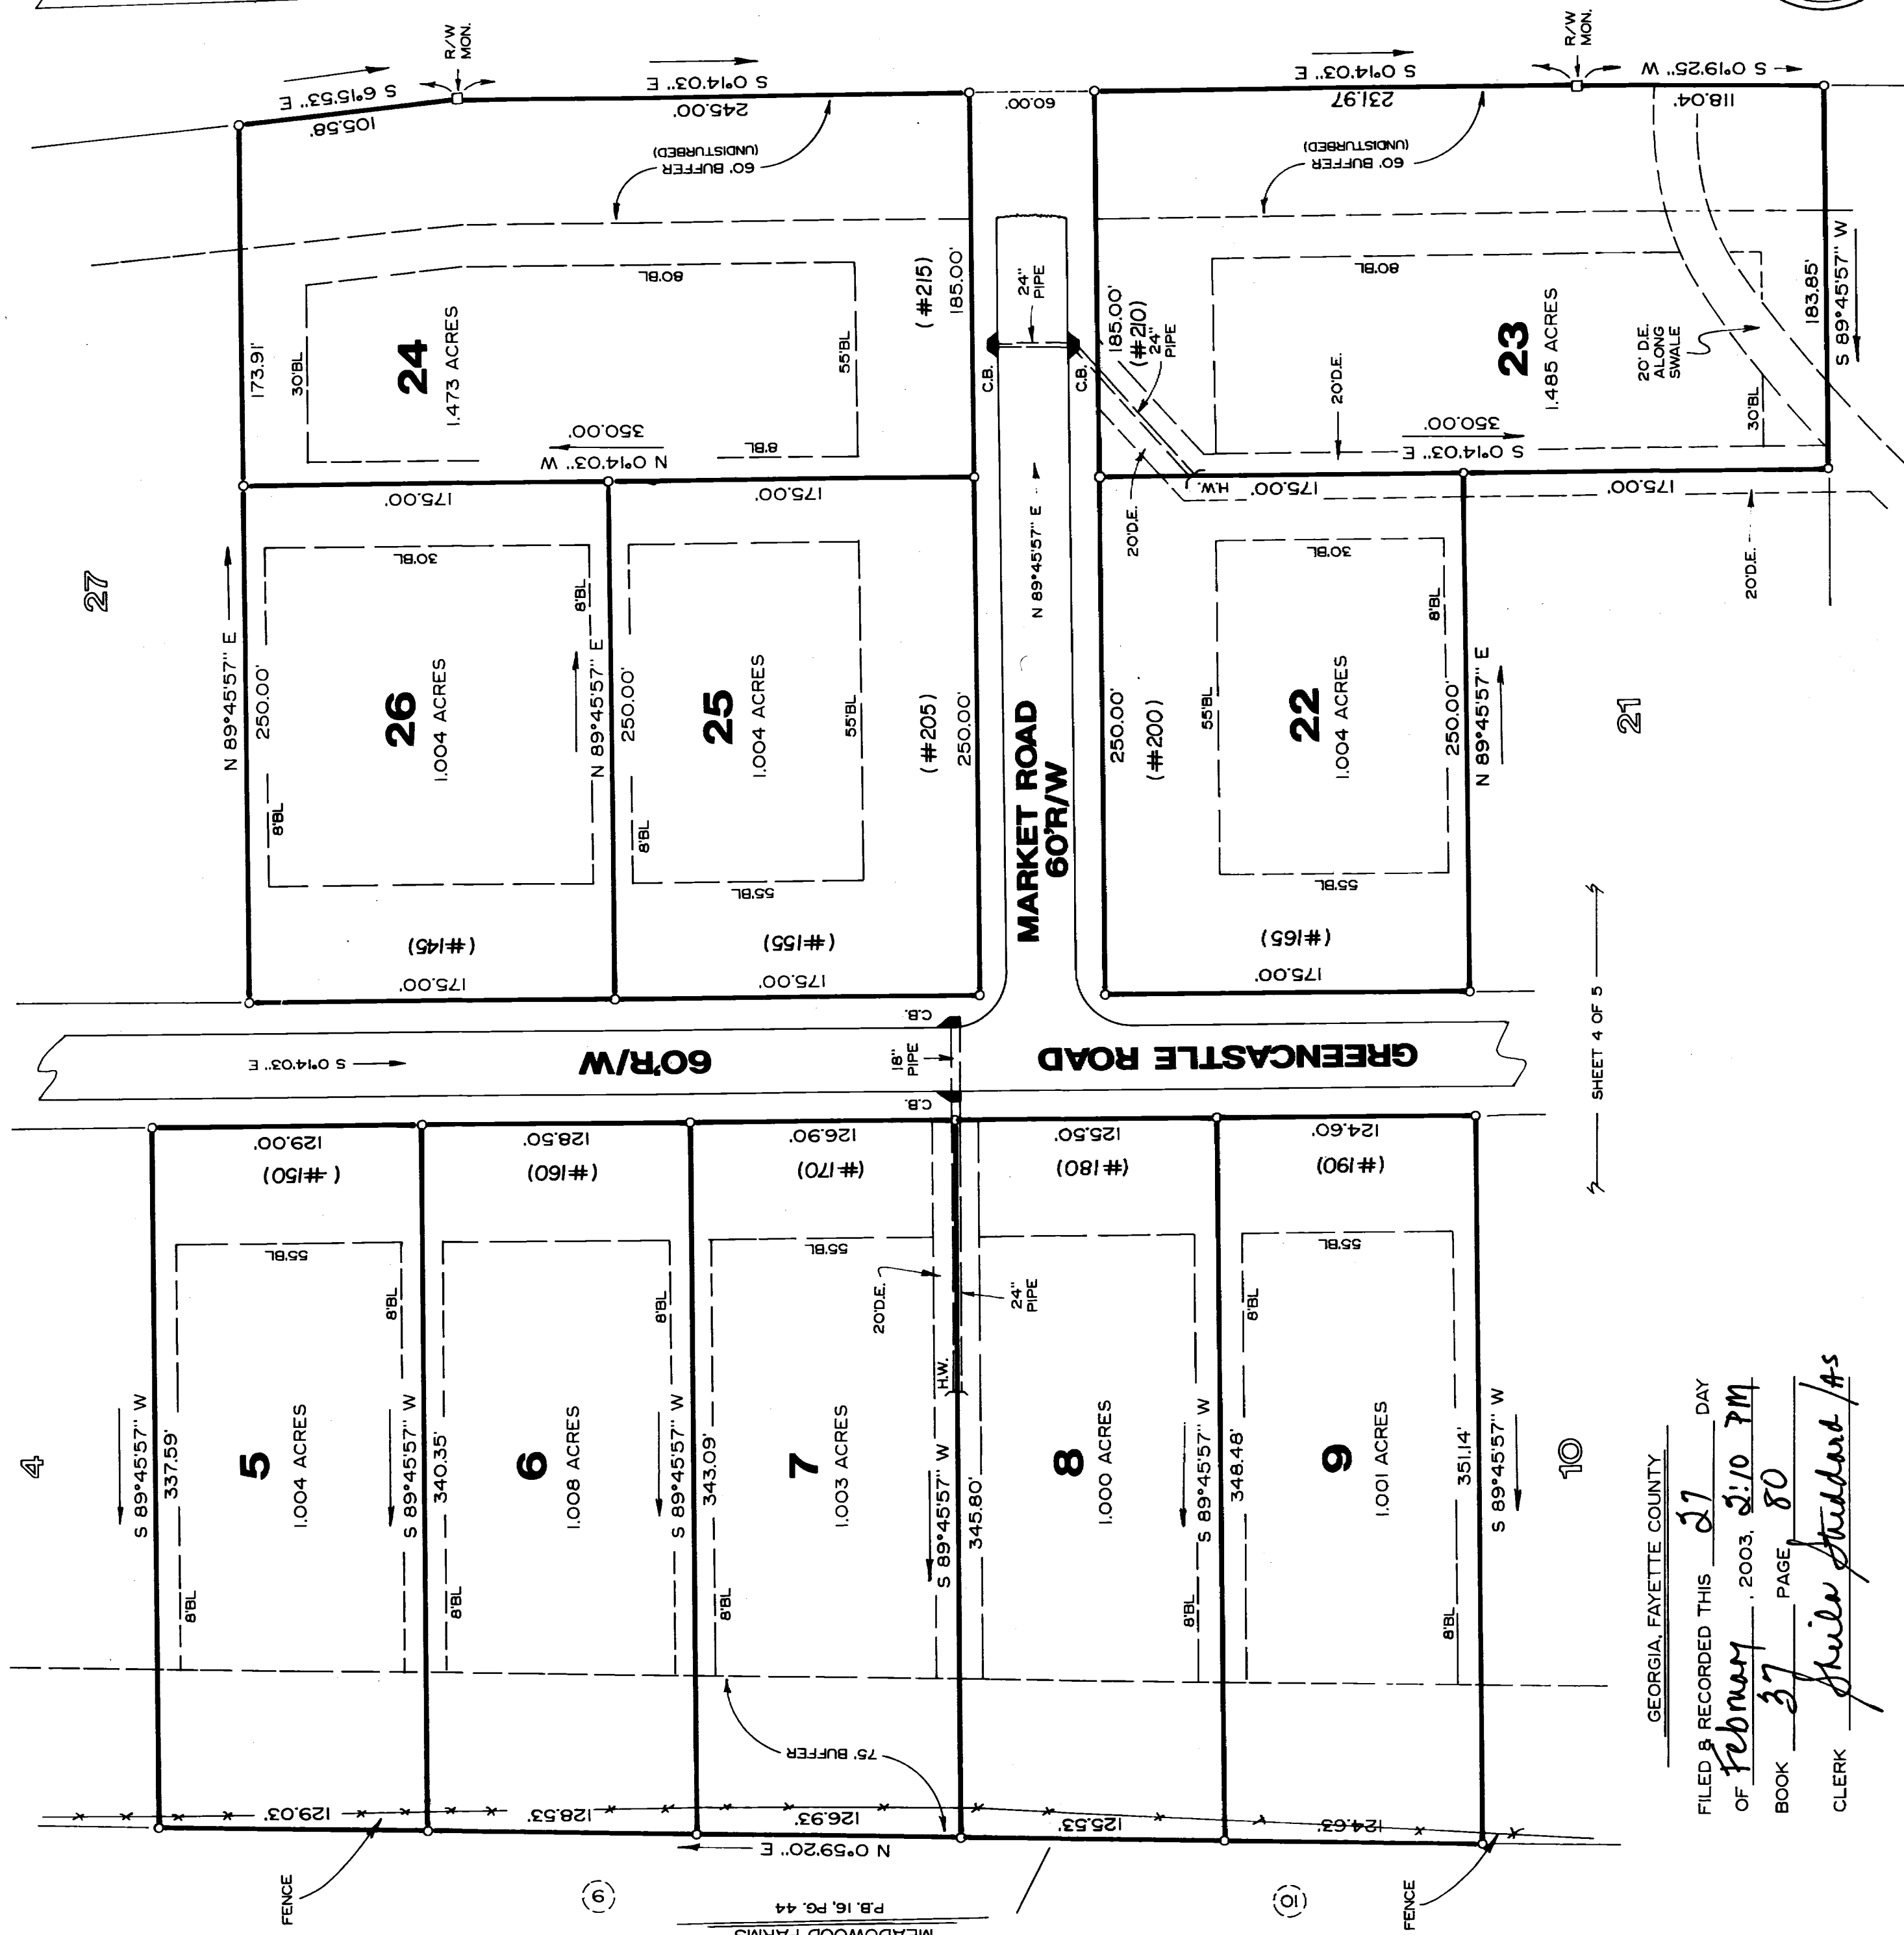 R/W
MON.
S 6°15'53" E
105.58'
S 0°14'03" E
245.00'
60' BUFFER
(UNDISTURBED)
60.00'
S 0°14'03" E
231.97'
60' BUFFER
(UNDISTURBED)
R/W
MON.
S 0°19'25" W
118.04'
27
173.91'
30'BL
24
1.473 ACRES
80'BL
55'BL
8'BL
N 0°14'03" W
350.00'
(#215)
185.00'
24"
PIPE
C.B.
C.B.
185.00'
(#210)
24"
PIPE
20'D.E.
20'D.E.
H.W.
80'BL
23
1.485 ACRES
20' D.E.
ALONG
SWALE
30'BL
S 0°14'03" E
350.00'
183.85'
S 89°45'57" W
N 89°45'57" E
250.00'
175.00'
30'BL
8'BL
8'BL
26
1.004 ACRES
(#145)
175.00'
N 89°45'57" E
250.00'
175.00'
8'BL
25
1.004 ACRES
55'BL
55'BL
(#155)
175.00'
(#205)
250.00'
N 89°45'57" E
MARKET ROAD
60'R/W
250.00'
(#200)
175.00'
175.00'
55'BL
30'BL
8'BL
22
1.004 ACRES
55'BL
(#165)
175.00'
250.00'
N 89°45'57" E
20'D.E.
21
S 0°14'03" E
60'R/W
C.B.
18"
PIPE
C.B.
GREENCASTLE ROAD
SHEET 4 OF 5
4
S 89°45'57" W
337.59'
129.00'
(#150)
55'BL
8'BL
8'BL
5
1.004 ACRES
129.03'
S 89°45'57" W
340.35'
128.50'
(#160)
8'BL
8'BL
6
1.008 ACRES
128.53'
S 89°45'57" W
343.09'
126.90'
(#170)
55'BL
8'BL
20'D.E.
H.W.
24"
PIPE
7
1.003 ACRES
75' BUFFER
126.93'
S 89°45'57" W
345.80'
125.50'
(#180)
8'BL
8
1.000 ACRES
125.53'
S 89°45'57" W
348.48'
124.60'
(#190)
55'BL
8'BL
8'BL
9
1.001 ACRES
124.63'
351.14'
S 89°45'57" W
10
N 0°59'20" E
FENCE
9
MEADOWOOD FARMS
P.B. 16, PG. 44
10
FENCE
GEORGIA, FAYETTE COUNTY
FILED & RECORDED THIS 27 DAY
OF February, 2003, 2:10 PM
BOOK 37 PAGE 80
CLERK Sheila Studdard /AS